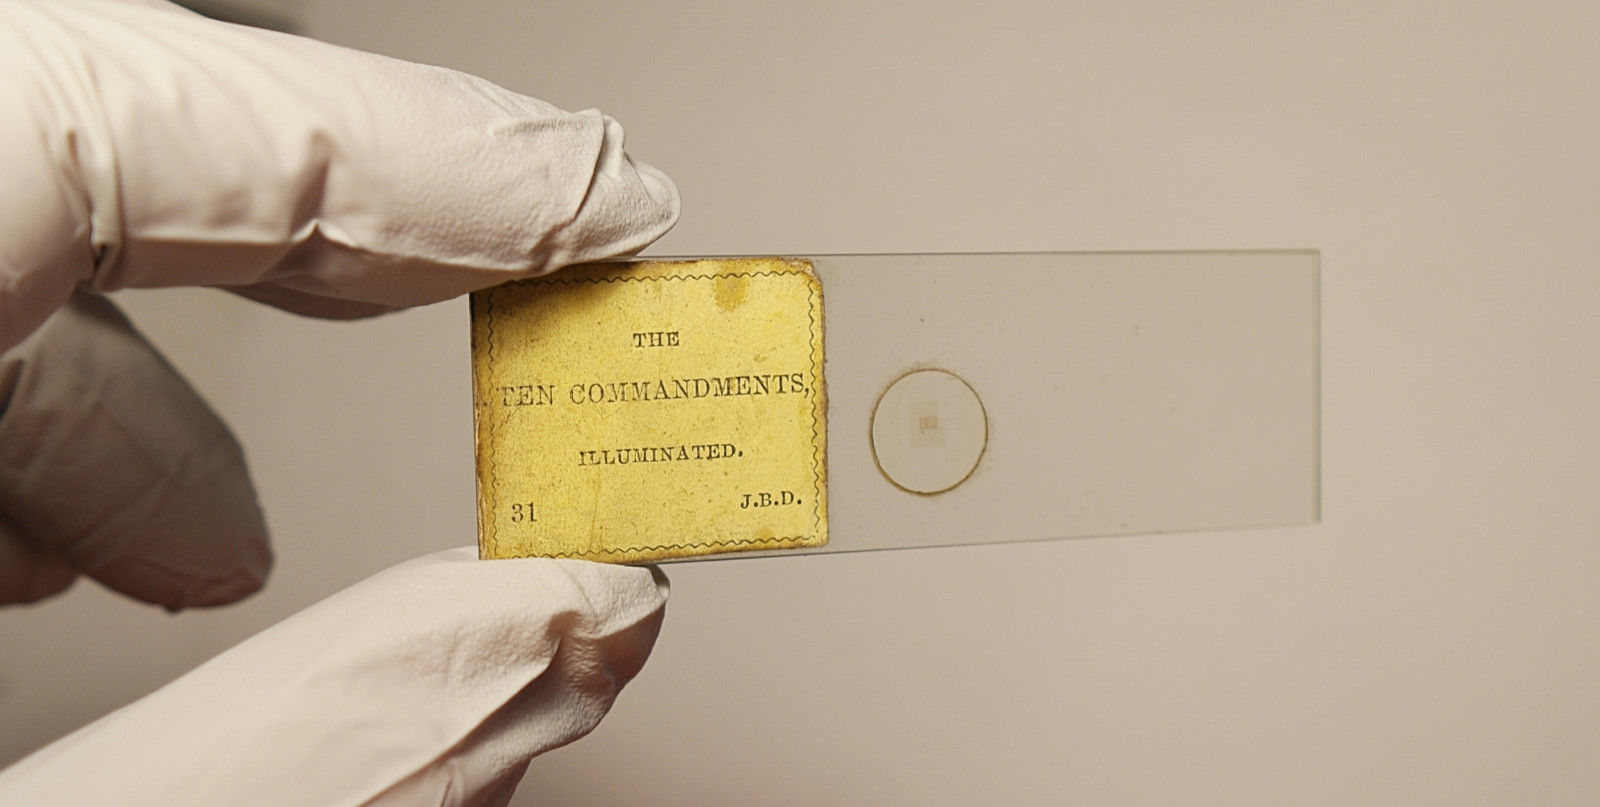 THE
TEN COMMANDMENTS,
ILLUMINATED.
31 J.B.D.